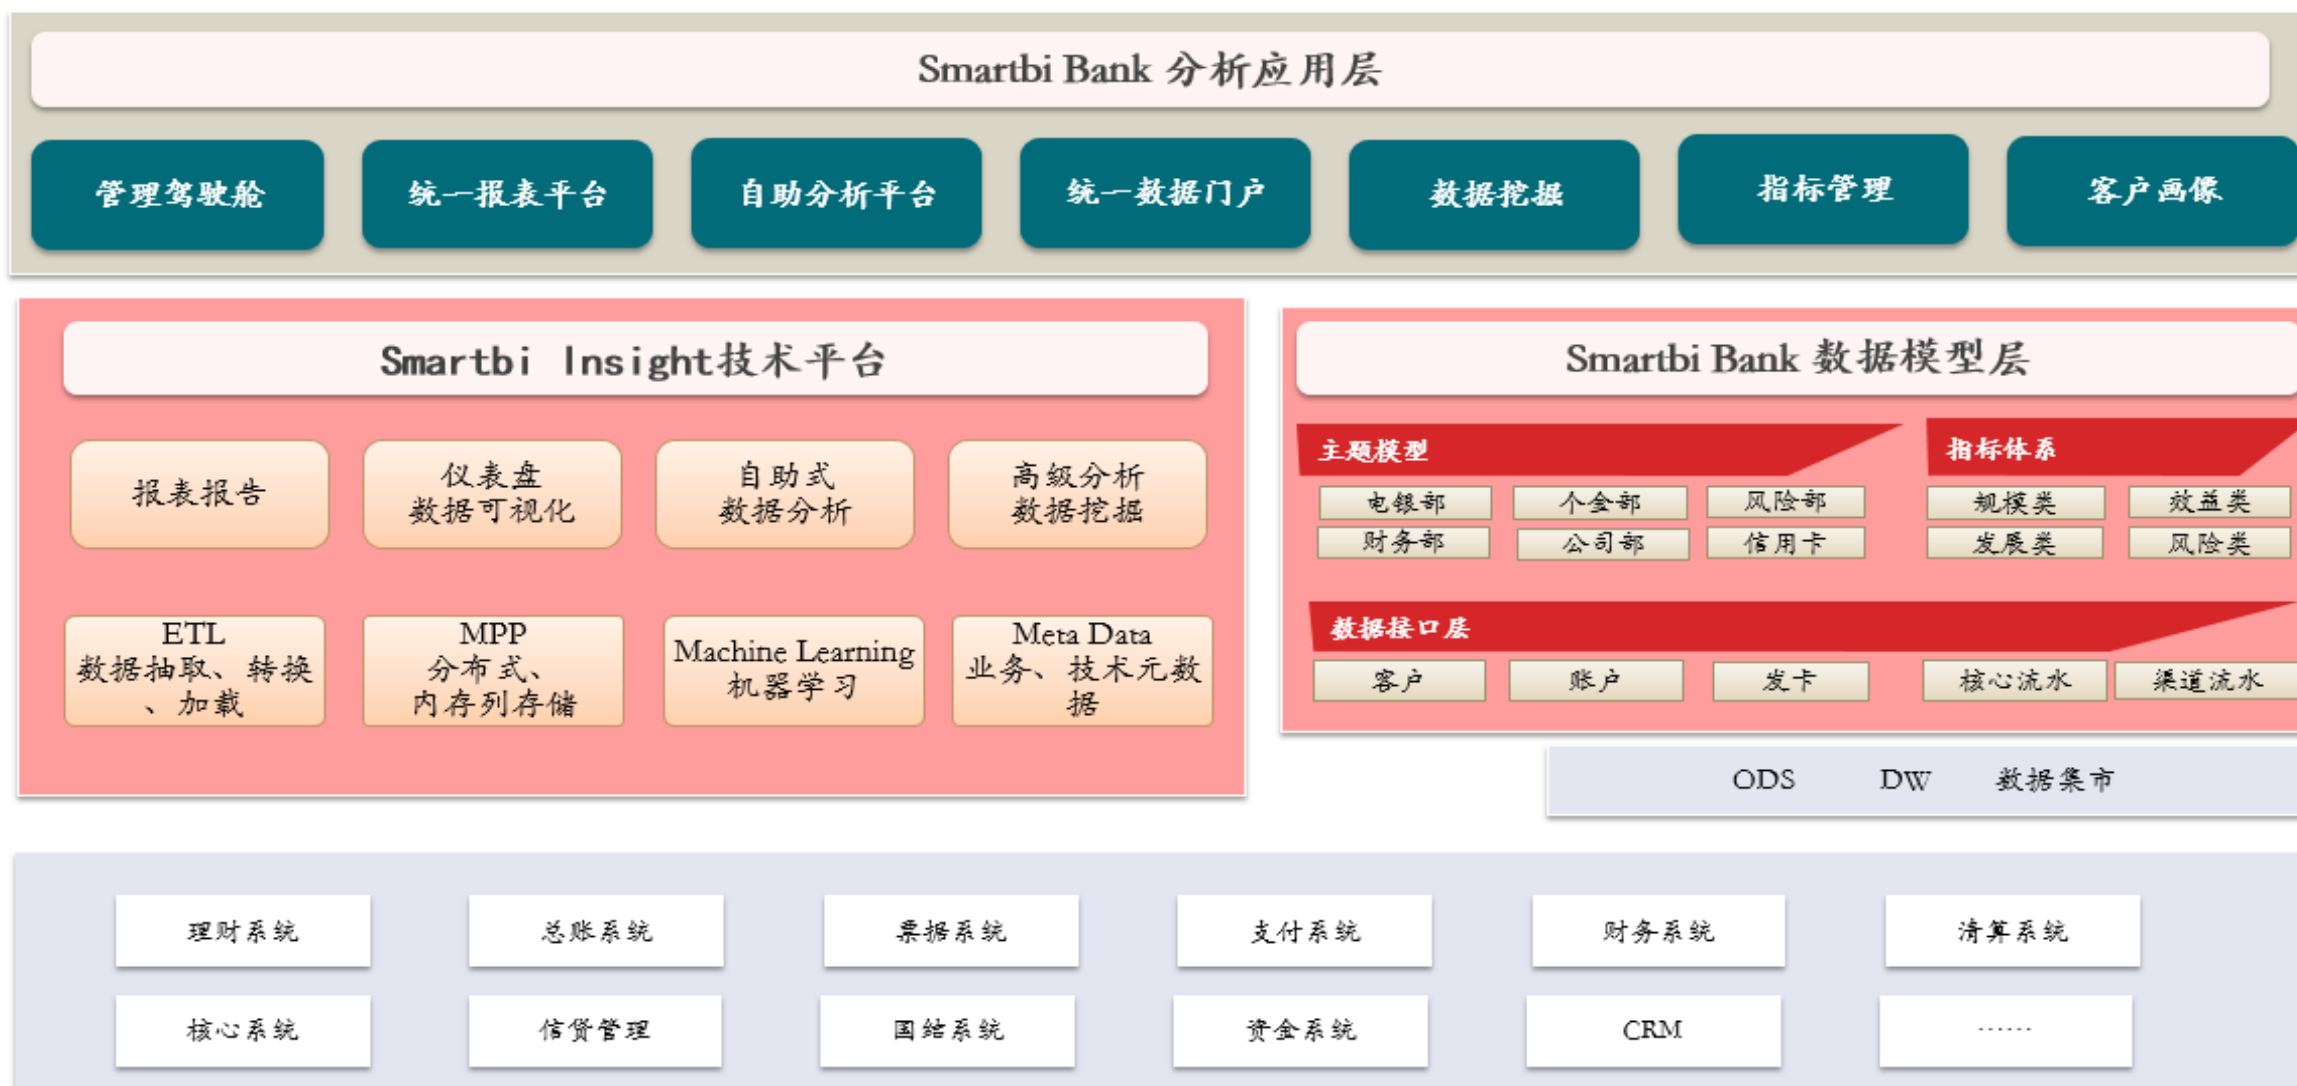 Smartbi Bank 分析应用层
管理驾驶舱
统一报表平台
自助分析平台
统一数据门户
数据挖掘
指标管理
客户画像
Smartbi Insight技术平台
报表报告
仪表盘
数据可视化
自助式
数据分析
高级分析
数据挖掘
ETL
数据抽取、转换
、加载
MPP
分布式、
内存列存储
Machine Learning
机器学习
Meta Data
业务、技术元数
据
Smartbi Bank 数据模型层
主题模型
电银部
个金部
风险部
财务部
公司部
信用卡
指标体系
规模类
效益类
发展类
风险类
数据接口层
客户
账户
发卡
核心流水
渠道流水
ODS DW 数据集市
理财系统
总账系统
票据系统
支付系统
财务系统
清算系统
核心系统
信贷管理
国结系统
资金系统
CRM
……